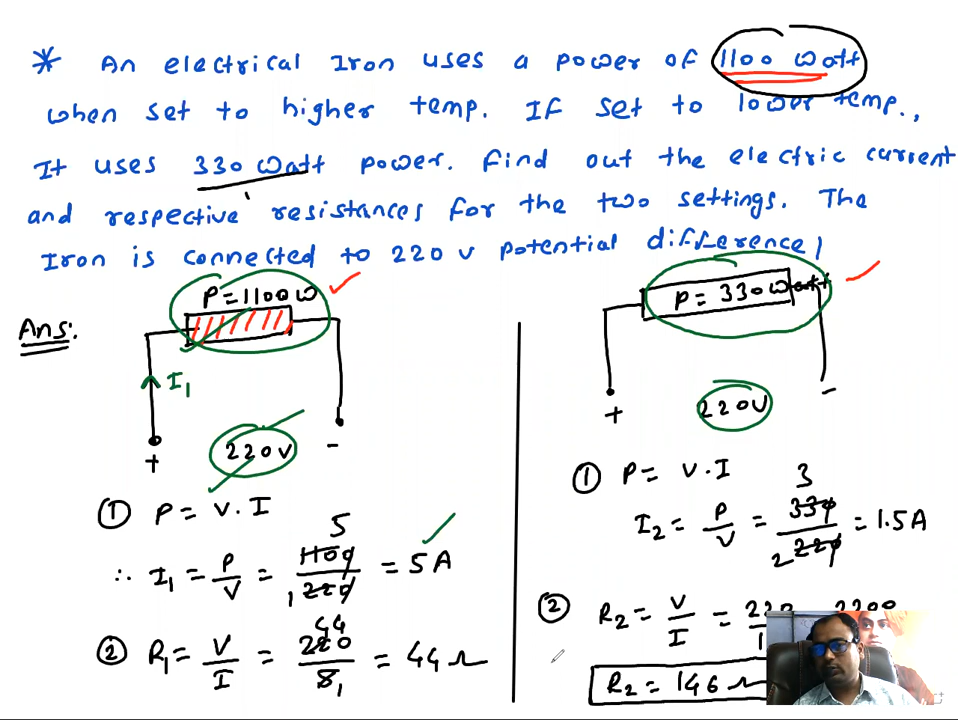 * An electrical Iron uses a power of 1100 watt
when set to higher temp. If set to lower temp.,
It uses 330 watt power. Find out the electric current
and respective resistances for the two settings. The
Iron is connected to 220 V potential difference,
Ans:
P=1100W
I₁
220V
+ -
① P = V.I
∴ I₁ = P/V = 1100/220 = 5A
5
1
② R₁ = V/I = 220/5 = 44 Ω
44
1
P = 330 Watt
220V
+ -
① P = V.I
I₂ = P/V = 330/220 = 1.5A
3
2
② R₂ = V/I =
R₂ = 146 Ω